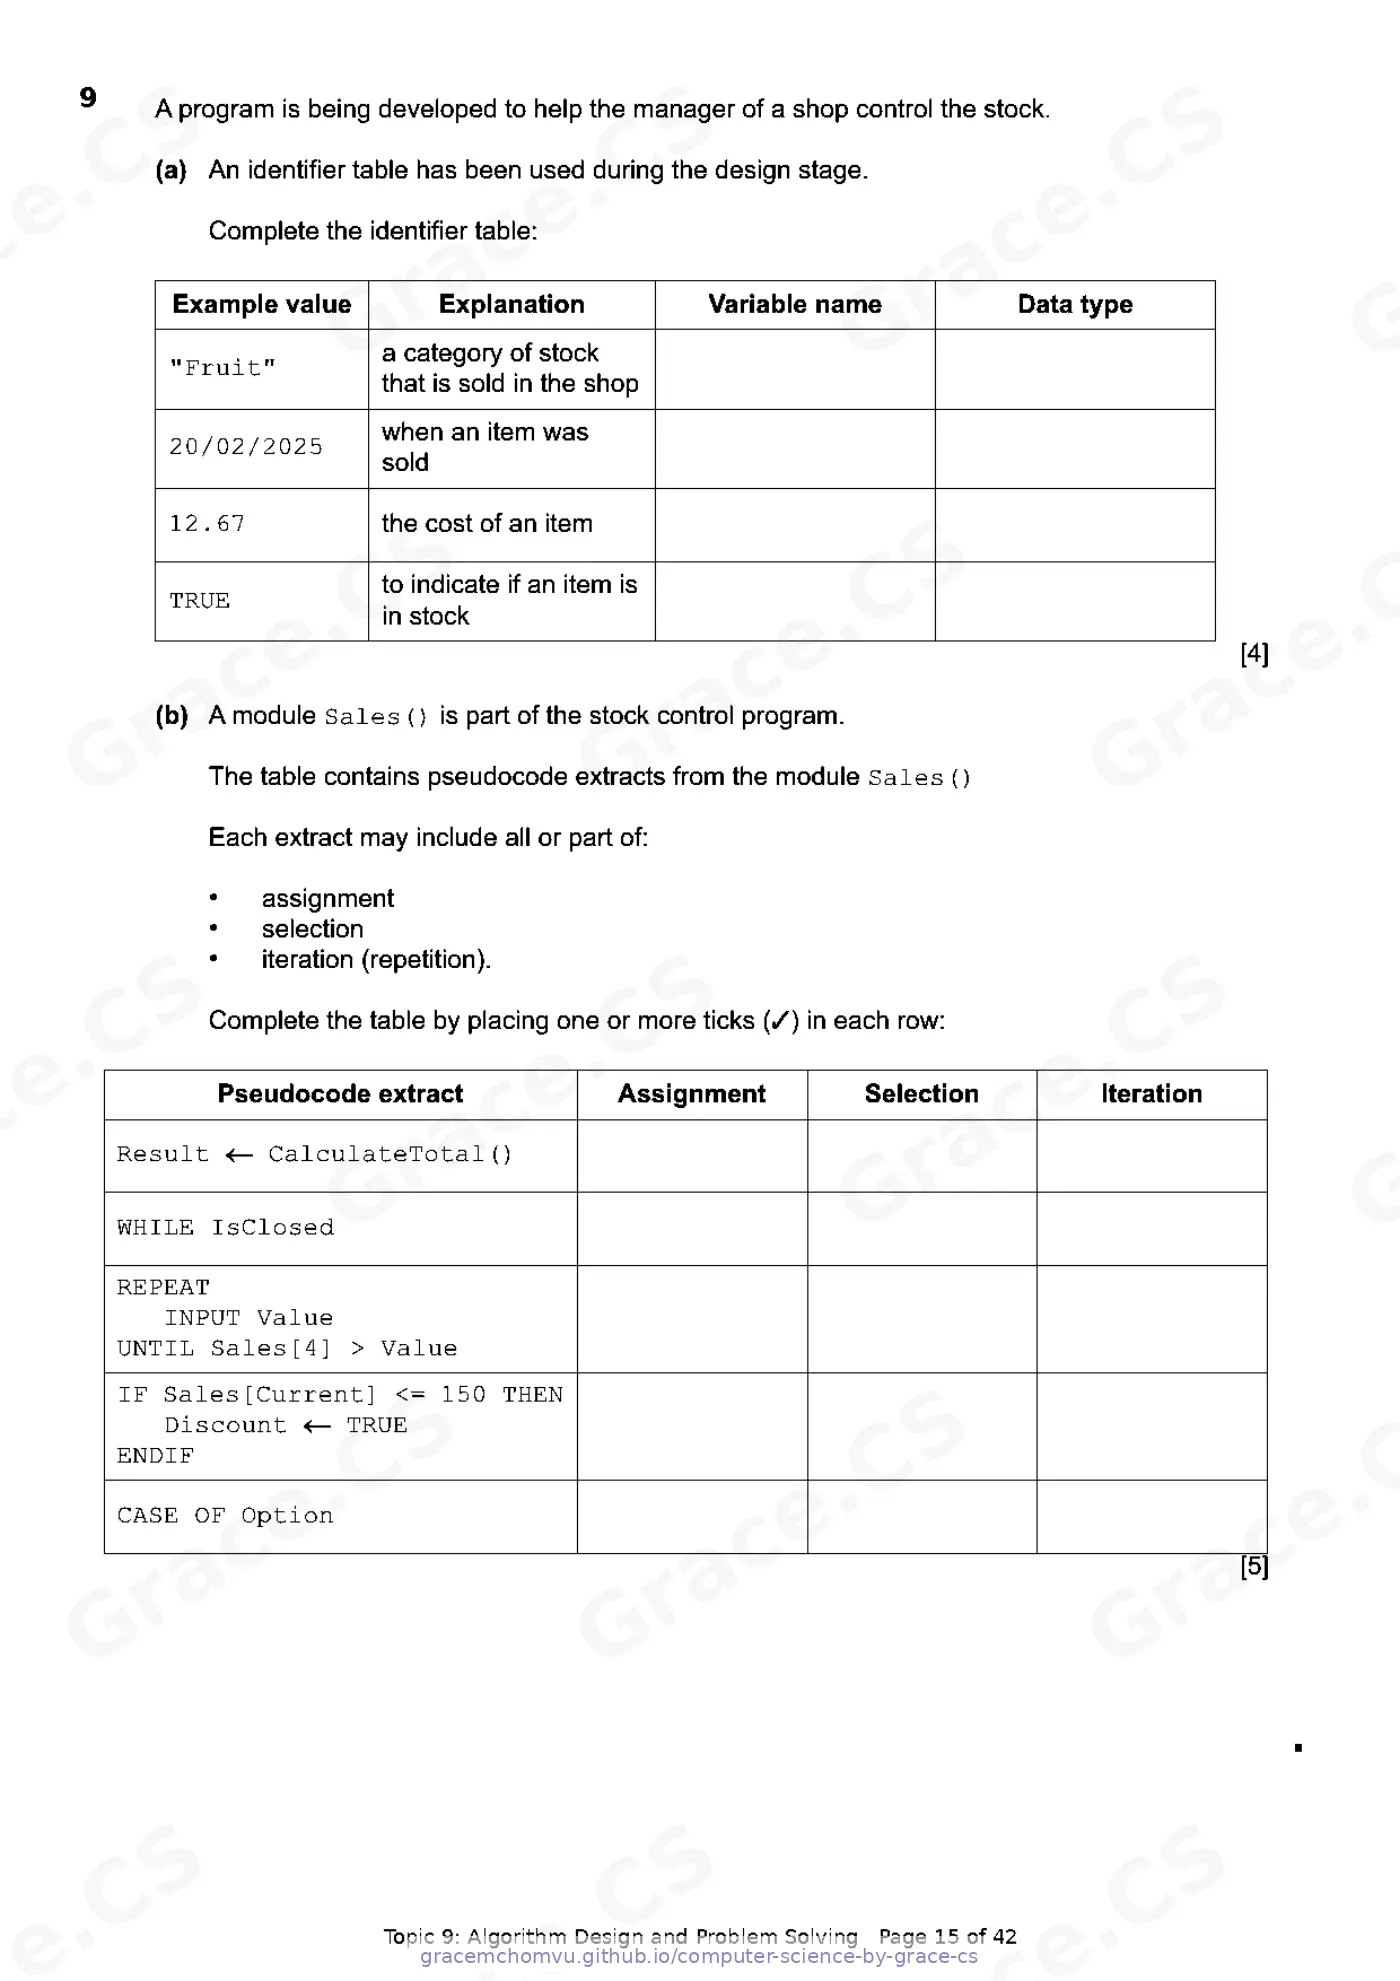 9
A program is being developed to help the manager of a shop control the stock.
(a) An identifier table has been used during the design stage.
Complete the identifier table:
Example value Explanation Variable name Data type
"Fruit" a category of stock
that is sold in the shop
20/02/2025 when an item was
sold
12.67 the cost of an item
TRUE to indicate if an item is
in stock
[4]
(b) A module Sales() is part of the stock control program.
The table contains pseudocode extracts from the module Sales()
Each extract may include all or part of:
• assignment
• selection
• iteration (repetition).
Complete the table by placing one or more ticks (✓) in each row:
Pseudocode extract Assignment Selection Iteration
Result ← CalculateTotal()
WHILE IsClosed
REPEAT
INPUT Value
UNTIL Sales[4] > Value
IF Sales[Current] <= 150 THEN
Discount ← TRUE
ENDIF
CASE OF Option
[5]
Topic 9: Algorithm Design and Problem Solving Page 15 of 42
gracemchomvu.github.io/computer-science-by-grace-cs
Grace.CS